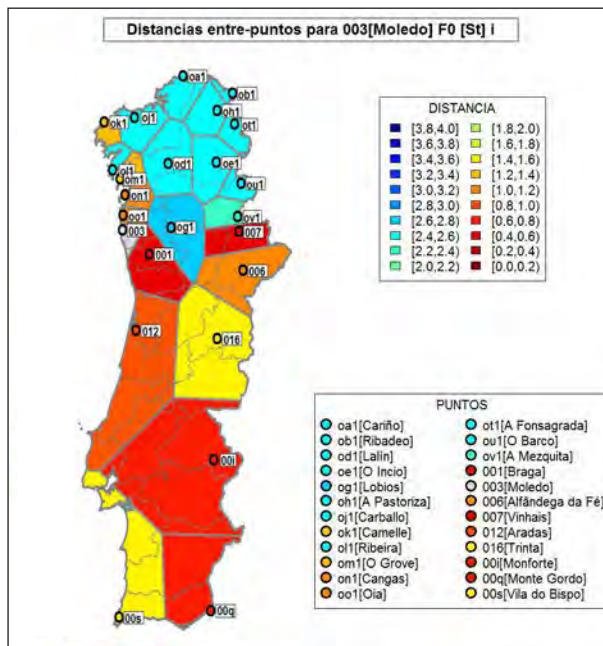 Distancias entre-puntos para 003[Moledo] F0 [St] i
oa1
ob1
oh1
oj1
ok1
ot1
od1
oe1
ol1
om1
ou1
on1
oo1
ov1
003
og1
007
001
006
012
016
00i
00s
00q
DISTANCIA
[3.8,4.0) [1.8,2.0)
[3.6,3.8) [1.6,1.8)
[3.4,3.6) [1.4,1.6)
[3.2,3.4) [1.2,1.4)
[3.0,3.2) [1.0,1.2)
[2.8,3.0) [0.8,1.0)
[2.6,2.8) [0.6,0.8)
[2.4,2.6) [0.4,0.6)
[2.2,2.4) [0.2,0.4)
[2.0,2.2) [0.0,0.2)
PUNTOS
oa1[Cariño] ot1[A Fonsagrada]
ob1[Ribadeo] ou1[O Barco]
od1[Lalín] ov1[A Mezquita]
oe1[O Incio] 001[Braga]
og1[Lobios] 003[Moledo]
oh1[A Pastoriza] 006[Alfândega da Fé]
oj1[Carballo] 007[Vinhais]
ok1[Camelle] 012[Aradas]
ol1[Ribeira] 016[Trinta]
om1[O Grove] 00i[Monforte]
on1[Cangas] 00q[Monte Gordo]
oo1[Oia] 00s[Vila do Bispo]